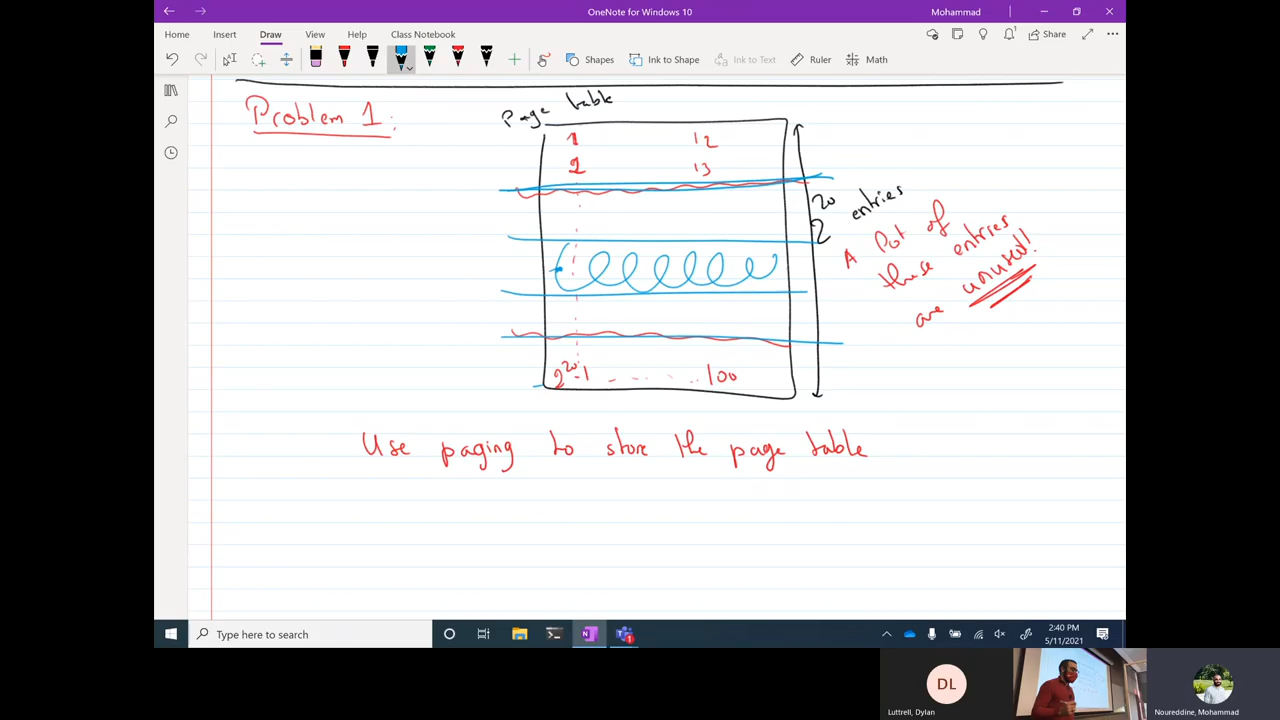 OneNote for Windows 10
Mohammad
Home
Insert
Draw
View
Help
Class Notebook
Share
Shapes
Ink to Shape
Ink to Text
Ruler
Math
Problem 1:
Page table
1 12
2 13
2^20 entries
A lot of
these entries
are unused!!
2^20-1 . . . . . . . 100
Use paging to store the page table
Type here to search
2:40 PM
5/11/2021
DL
Luttrell, Dylan
Noureddine, Mohammad